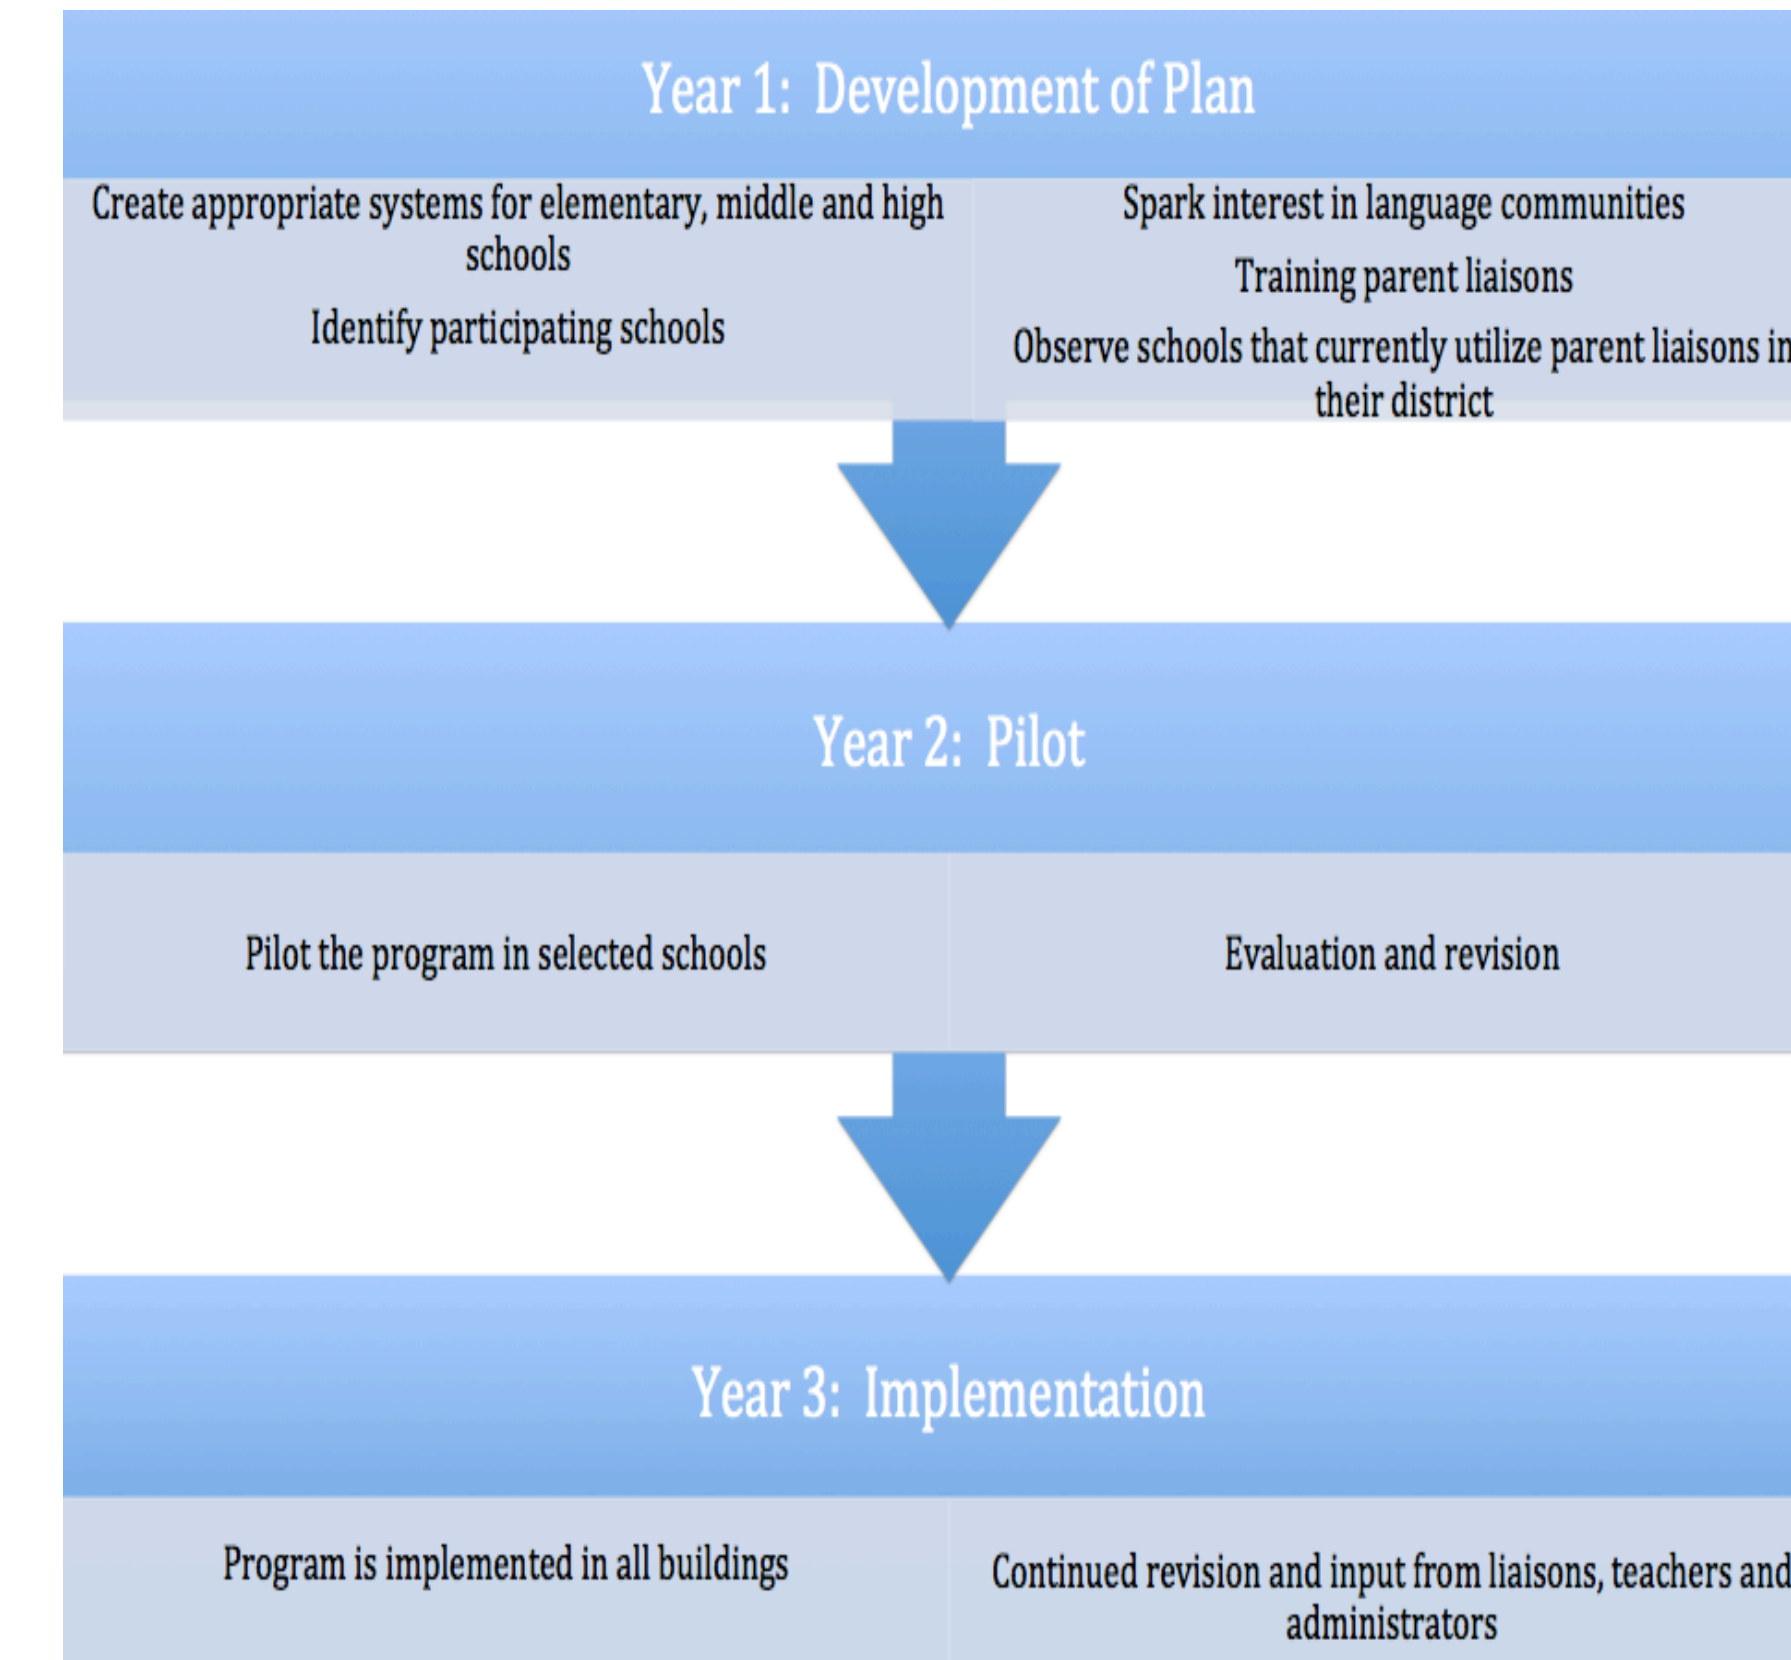 Year 1:  Development of Plan
Create appropriate systems for elementary, middle and high
schools
Identify participating schools
Spark interest in language communities
Training parent liaisons
Observe schools that currently utilize parent liaisons in
their district
Year 2:  Pilot
Pilot the program in selected schools
Evaluation and revision
Year 3:  Implementation
Program is implemented in all buildings
Continued revision and input from liaisons, teachers and
administrators